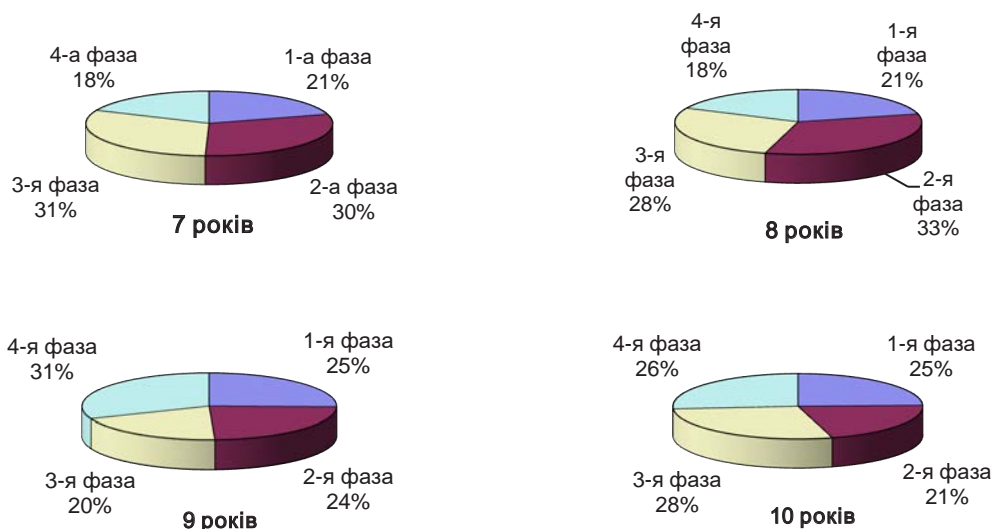 4-а фаза
18%
1-а фаза
21%
3-я фаза
31%
2-а фаза
30%
7 років
4-я
фаза
18%
1-я
фаза
21%
3-я
фаза
28%
2-я
фаза
33%
8 років
4-я фаза
31%
1-я фаза
25%
3-я фаза
20%
2-я фаза
24%
9 років
4-я фаза
26%
1-я фаза
25%
3-я фаза
28%
2-я фаза
21%
10 років